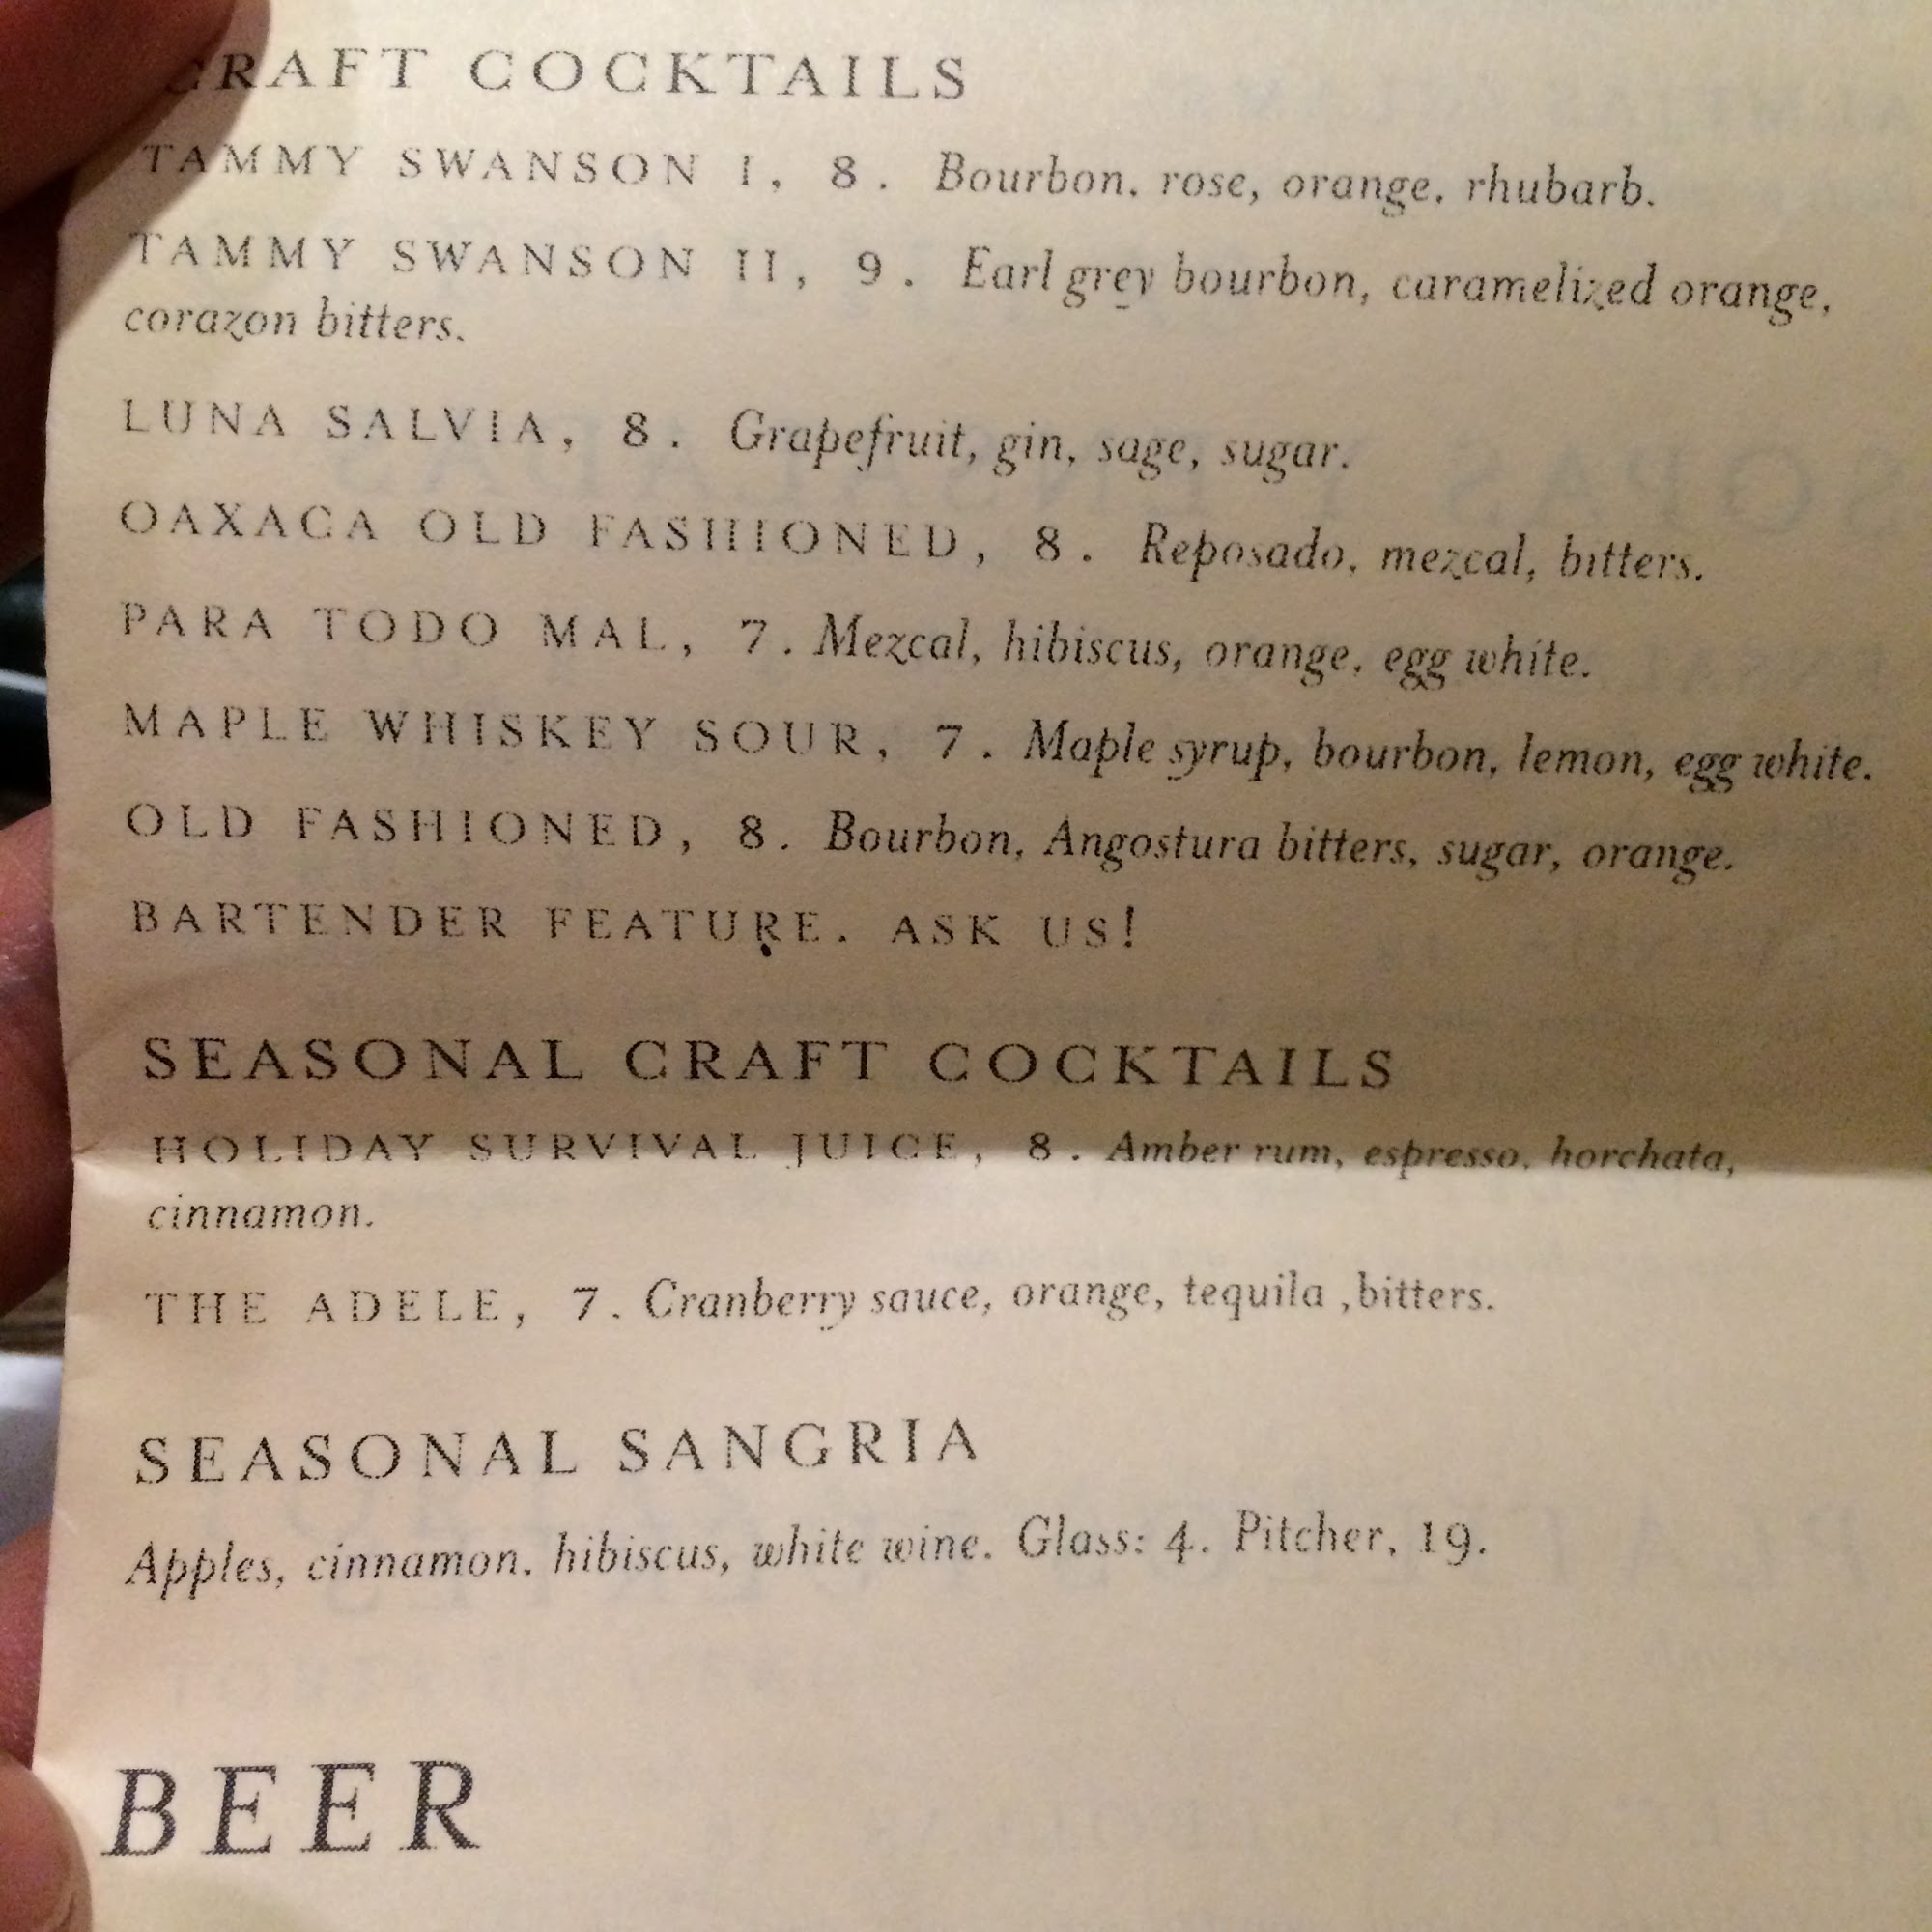 CRAFT COCKTAILS
TAMMY SWANSON I, 8. Bourbon, rose, orange, rhubarb.
TAMMY SWANSON II, 9. Earl grey bourbon, caramelized orange,
corazon bitters.
LUNA SALVIA, 8. Grapefruit, gin, sage, sugar.
OAXACA OLD FASHIONED, 8. Reposado, mezcal, bitters.
PARA TODO MAL, 7. Mezcal, hibiscus, orange, egg white.
MAPLE WHISKEY SOUR, 7. Maple syrup, bourbon, lemon, egg white.
OLD FASHIONED, 8. Bourbon, Angostura bitters, sugar, orange.
BARTENDER FEATURE. ASK US!
SEASONAL CRAFT COCKTAILS
HOLIDAY SURVIVAL JUICE, 8. Amber rum, espresso, horchata,
cinnamon.
THE ADELE, 7. Cranberry sauce, orange, tequila ,bitters.
SEASONAL SANGRIA
Apples, cinnamon, hibiscus, white wine. Glass: 4. Pitcher, 19.
BEER